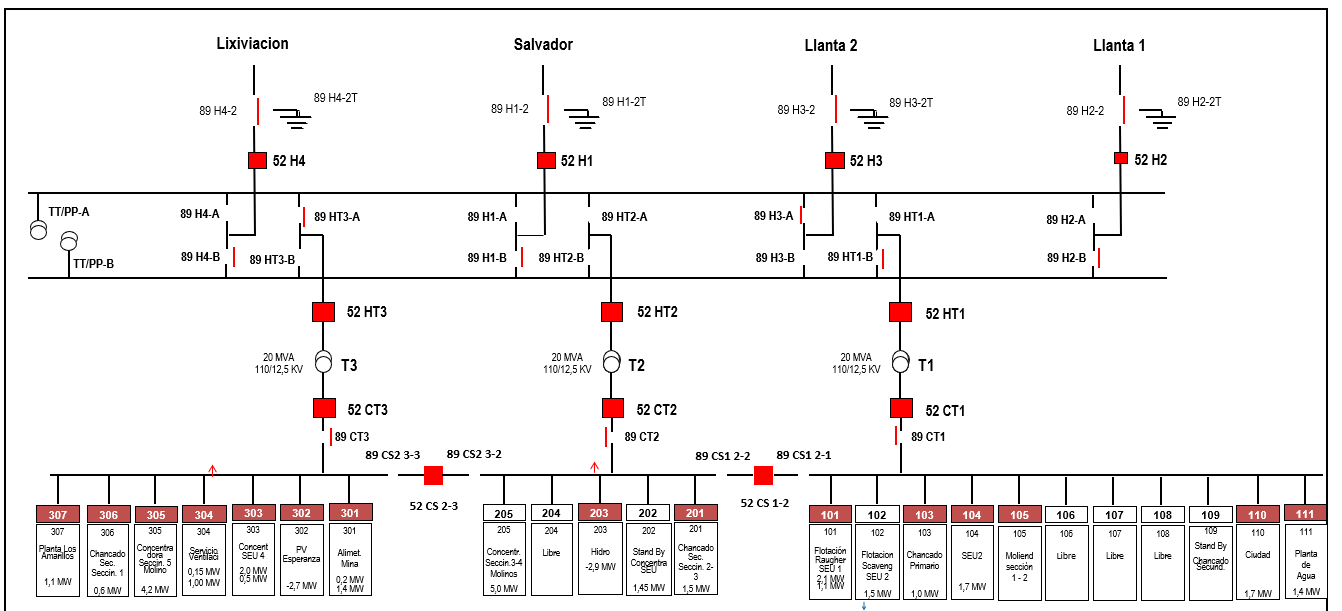 Lixiviacion
Salvador
Llanta 2
Llanta 1
89 H4-2
89 H4-2T
89 H1-2
89 H1-2T
89 H3-2
89 H3-2T
89 H2-2
89 H2-2T
52 H4
52 H1
52 H3
52 H2
TT/PP-A
89 H4-A
89 HT3-A
89 H1-A
89 HT2-A
89 H3-A
89 HT1-A
89 H2-A
TT/PP-B
89 H4-B
89 HT3-B
89 H1-B
89 HT2-B
89 H3-B
89 HT1-B
89 H2-B
52 HT3
52 HT2
52 HT1
20 MVA
110/12,5 KV
T3
20 MVA
110/12,5 KV
T2
20 MVA
110/12,5 KV
T1
52 CT3
52 CT2
52 CT1
89 CT3
89 CT2
89 CT1
89 CS2 3-3
89 CS2 3-2
89 CS1 2-2
89 CS1 2-1
52 CS 2-3
52 CS 1-2
307
307
Planta Los
Amarillos
1,1 MW
306
306
Chancado
Sec.
Seccin. 1
0,6 MW
305
305
Concentra
dora
Seccin. 5
Molino
4,2 MW
304
304
Servicio
Ventilaci
0,15 MW
1,00 MW
303
303
Concent
SEU 4
2.0 MW
0,5 MW
302
302
PV
Esperanza
-2,7 MW
301
301
Alimet.
Mina
0,2 MW
1,4 MW
205
205
Concentr.
Seccin.3-4
Molinos
5,0 MW
204
204
Libre
203
203
Hidro
-2,9 MW
202
202
Stand By
Concentra
SEU
1,45 MW
201
201
Chancado
Sec.
Seccin. 2-
3
1,5 MW
101
101
Flotación
Raugher
SEU 1
2,1 MW
1,1 MW
102
102
Flotacion
Scaveng
SEU 2
1,5 MW
103
103
Chancado
Primario
1,0 MW
104
104
SEU2
1,7 MW
105
105
Moliend
sección
1 - 2
106
106
Libre
107
107
Libre
108
108
Libre
109
109
Stand By
Chancado
Secund.
110
110
Ciudad
1,7 MW
111
111
Planta
de
Agua
1,4 MW